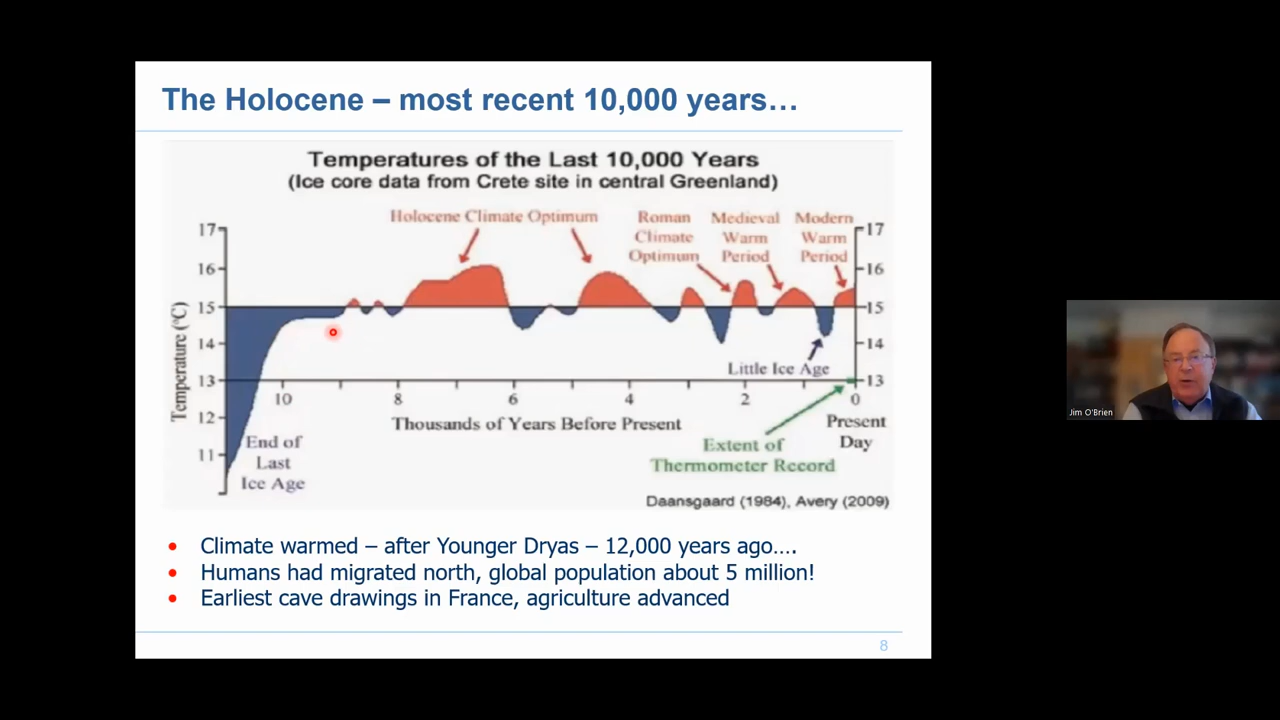 The Holocene – most recent 10,000 years…
Temperatures of the Last 10,000 Years
(Ice core data from Crete site in central Greenland)
Holocene Climate Optimum
Roman Climate Optimum
Medieval Warm Period
Modern Warm Period
17
16
15
14
13
12
11
Temperature (°C)
17
16
15
14
13
Little Ice Age
10
8
6
4
2
0
Thousands of Years Before Present
Present Day
End of Last Ice Age
Extent of Thermometer Record
Daansgaard (1984), Avery (2009)
• Climate warmed – after Younger Dryas – 12,000 years ago….
• Humans had migrated north, global population about 5 million!
• Earliest cave drawings in France, agriculture advanced
8
Jim O'Brien